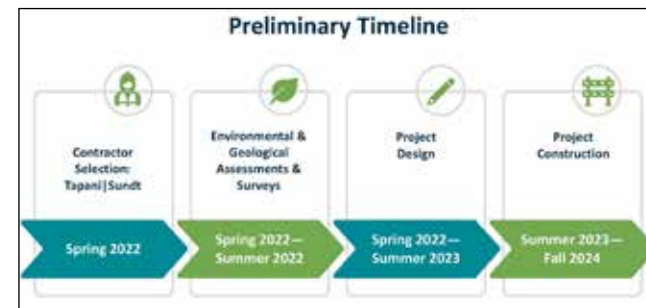 Preliminary Timeline
Contractor
Selection:
Tapani|Sundt
Spring 2022
Environmental &
Geological
Assessments &
Surveys
Spring 2022—
Summer 2022
Project
Design
Spring 2022—
Summer 2023
Project
Construction
Summer 2023—
Fall 2024